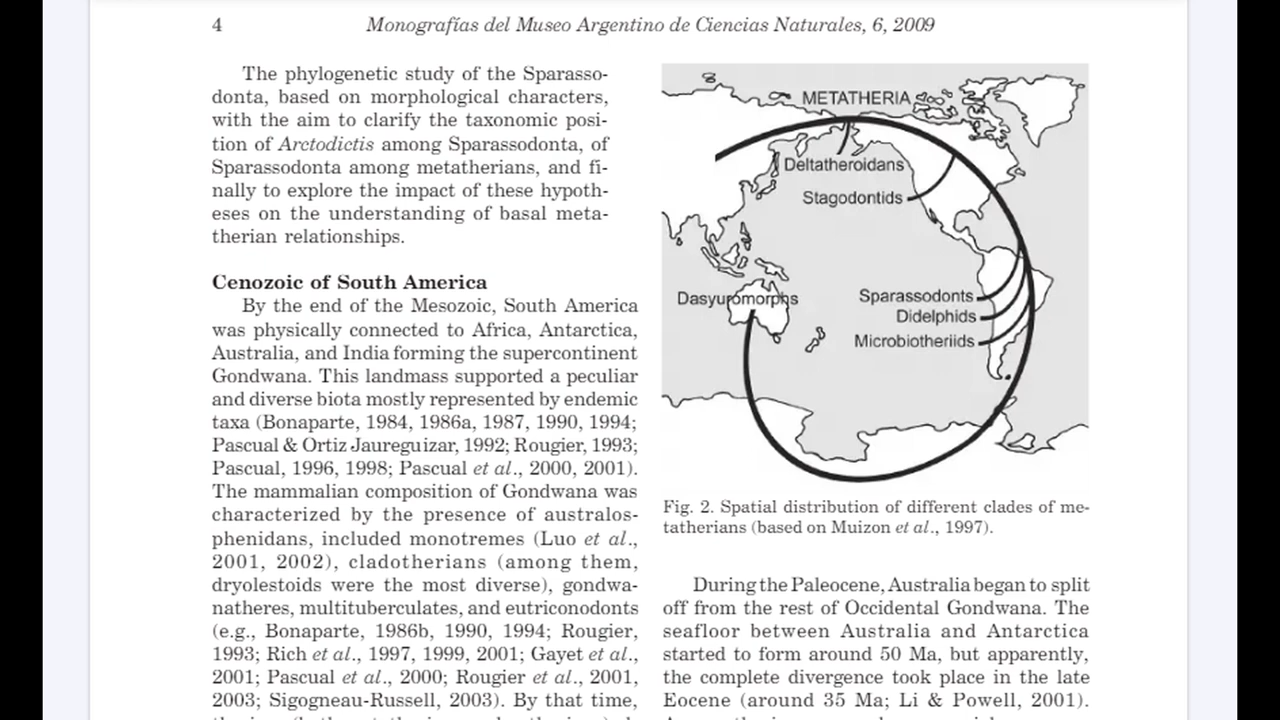 4
Monografías del Museo Argentino de Ciencias Naturales, 6, 2009
The phylogenetic study of the Sparasso-
donta, based on morphological characters,
with the aim to clarify the taxonomic posi-
tion of Arctodictis among Sparassodonta, of
Sparassodonta among metatherians, and fi-
nally to explore the impact of these hypoth-
eses on the understanding of basal meta-
therian relationships.
Cenozoic of South America
By the end of the Mesozoic, South America
was physically connected to Africa, Antarctica,
Australia, and India forming the supercontinent
Gondwana. This landmass supported a peculiar
and diverse biota mostly represented by endemic
taxa (Bonaparte, 1984, 1986a, 1987, 1990, 1994;
Pascual & Ortiz Jaureguizar, 1992; Rougier, 1993;
Pascual, 1996, 1998; Pascual et al., 2000, 2001).
The mammalian composition of Gondwana was
characterized by the presence of australos-
phenidans, included monotremes (Luo et al.,
2001, 2002), cladotherians (among them,
dryolestoids were the most diverse), gondwa-
natheres, multituberculates, and eutriconodonts
(e.g., Bonaparte, 1986b, 1990, 1994; Rougier,
1993; Rich et al., 1997, 1999, 2001; Gayet et al.,
2001; Pascual et al., 2000; Rougier et al., 2001,
2003; Sigogneau-Russell, 2003). By that time,
METATHERIA
Deltatheroidans
Stagodontids
Dasyuromorphs
Sparassodonts
Didelphids
Microbiotheriids
Fig. 2. Spatial distribution of different clades of me-
tatherians (based on Muizon et al., 1997).
During the Paleocene, Australia began to split
off from the rest of Occidental Gondwana. The
seafloor between Australia and Antarctica
started to form around 50 Ma, but apparently,
the complete divergence took place in the late
Eocene (around 35 Ma; Li & Powell, 2001).